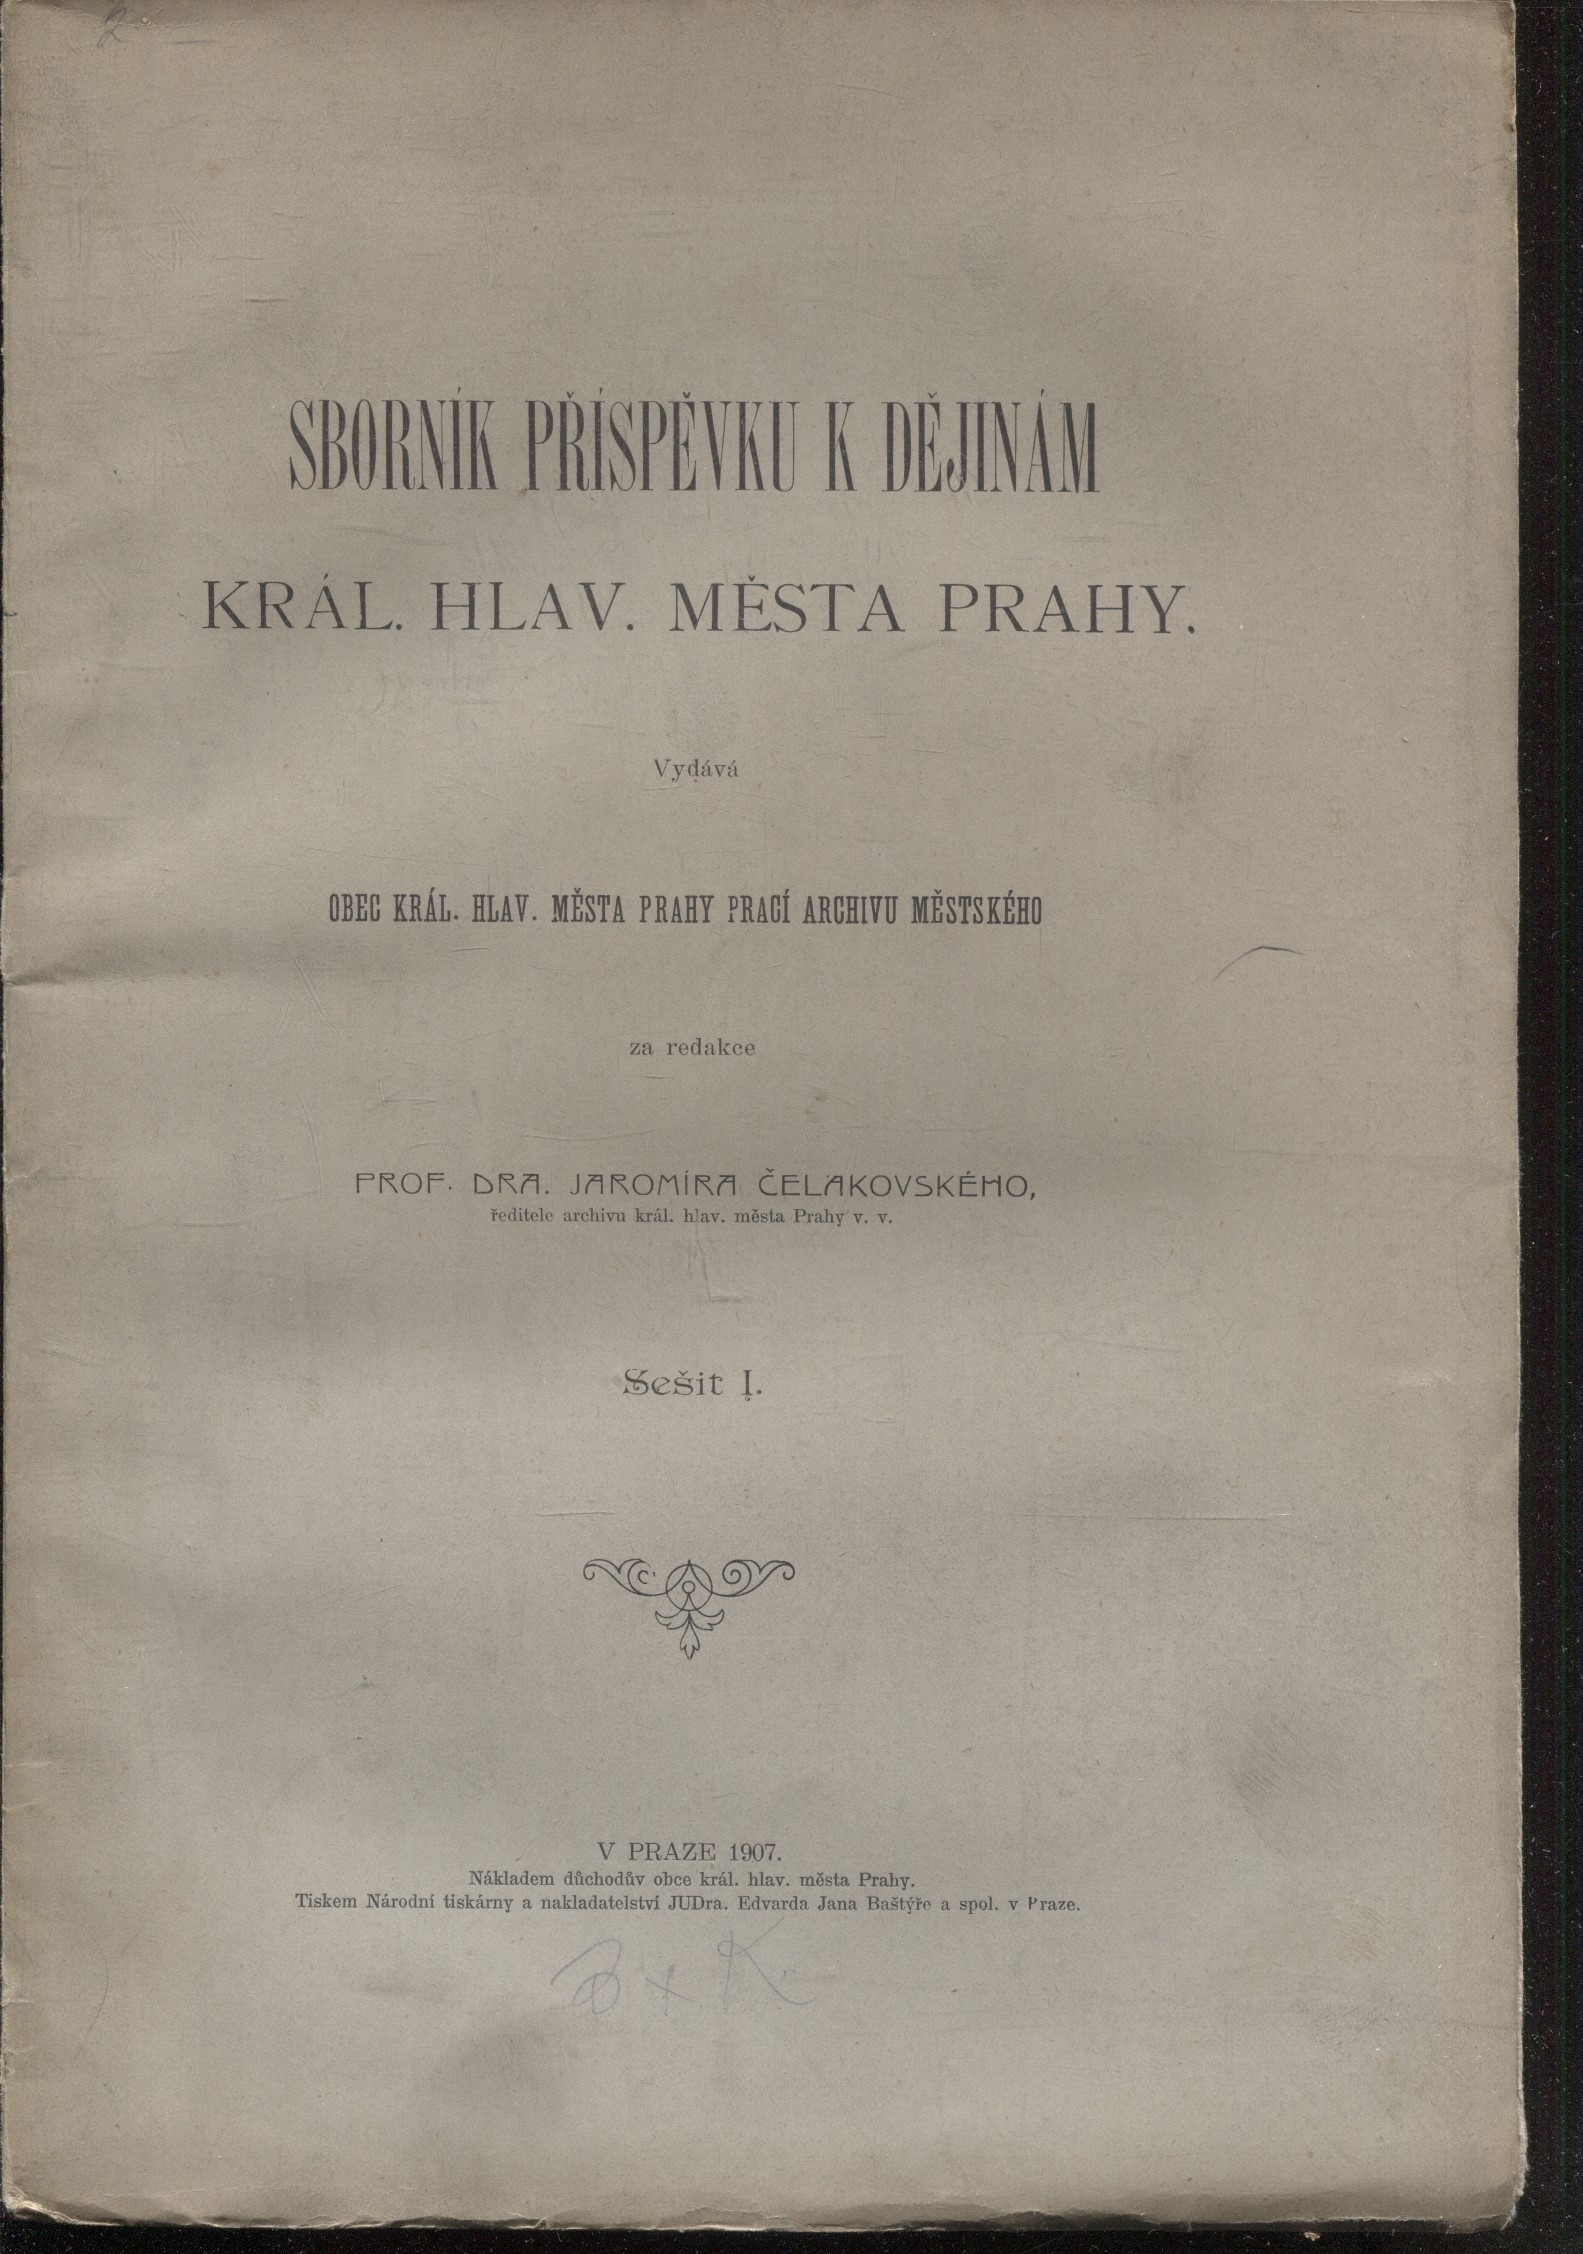 2
SBORNÍK PŘÍSPĚVKU K DĚJINÁM
KRÁL. HLAV. MĚSTA PRAHY.
Vydává
OBEC KRÁL. HLAV. MĚSTA PRAHY PRACÍ ARCHIVU MĚSTSKÉHO
za redakce
PROF. DRA. JAROMÍRA ČELAKOVSKÉHO,
ředitele archivu král. hlav. města Prahy v. v.
Sešit I.
V PRAZE 1907.
Nákladem důchodův obce král. hlav. města Prahy.
Tiskem Národní tiskárny a nakladatelství JUDra. Edvarda Jana Baštýře a spol. v Praze.